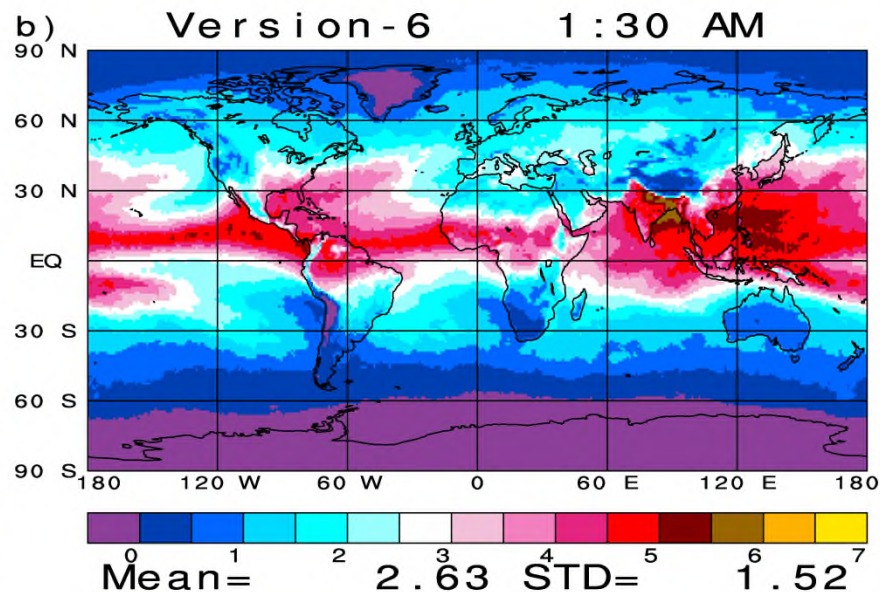 b) Version-6 1:30 AM
90 N
60 N
30 N
EQ
30 S
60 S
90 S
180 120 W 60 W 0 60 E 120 E 180
0 1 2 3 4 5 6 7
Mean= 2.63 STD= 1.52